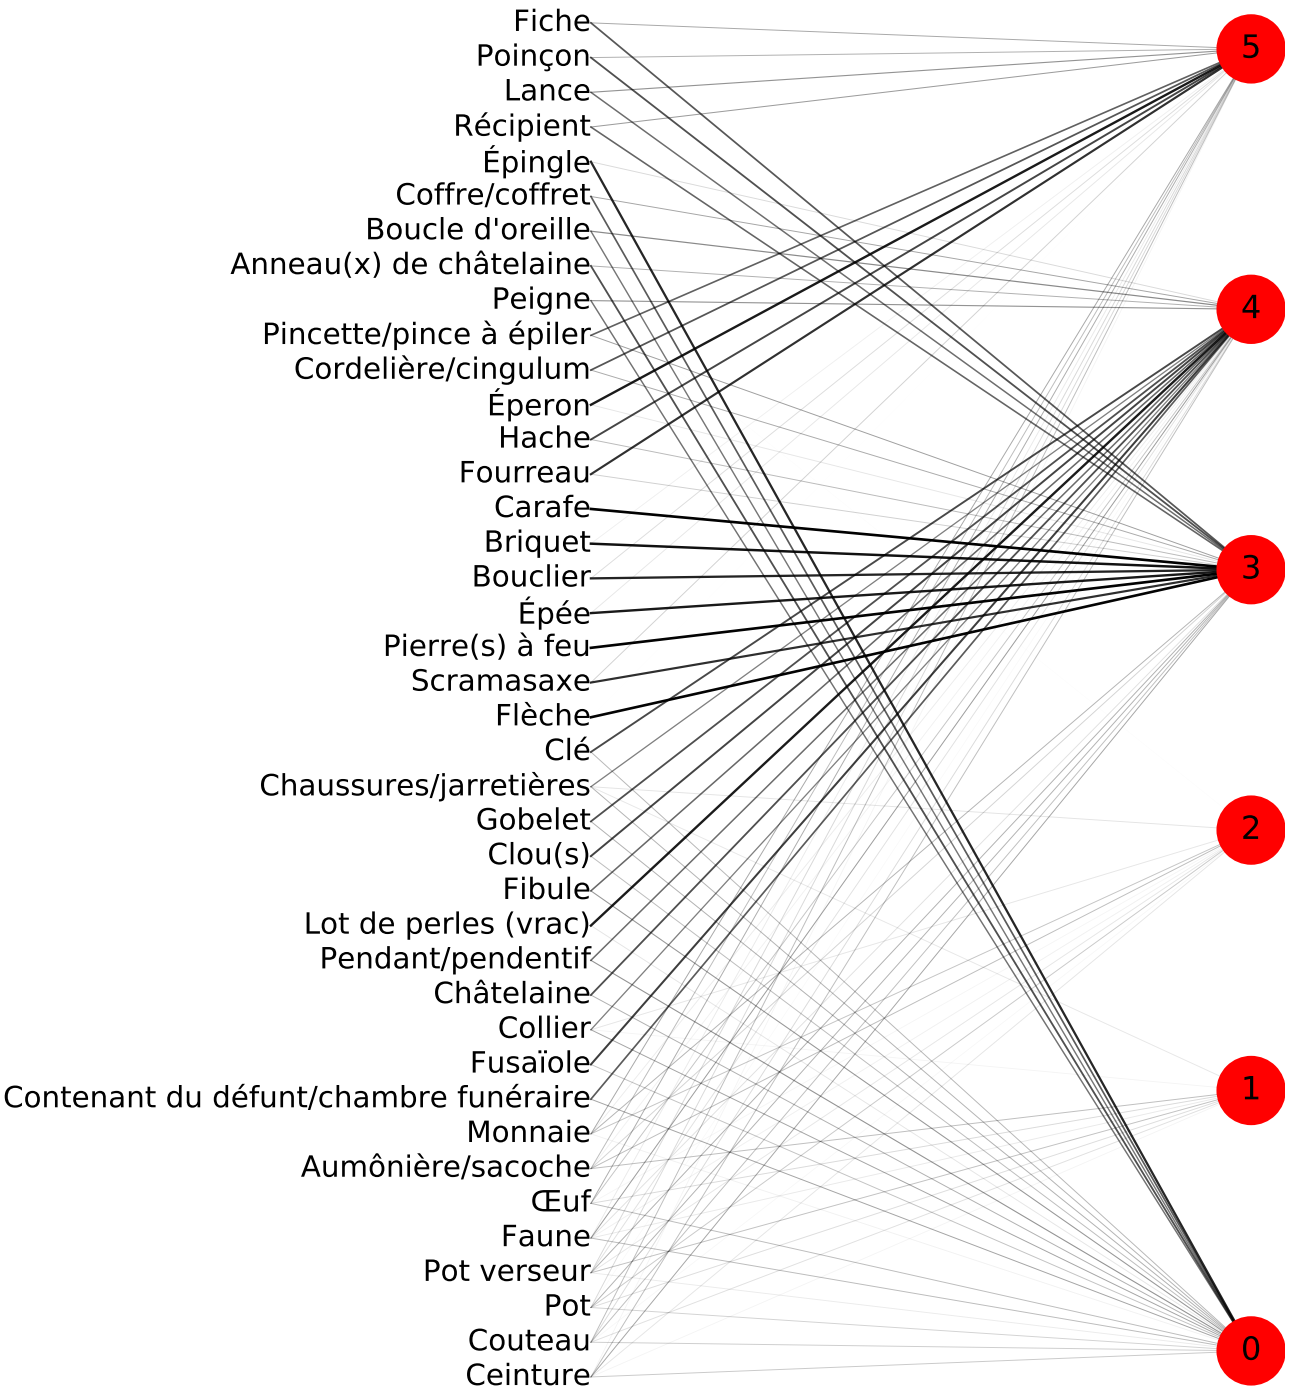 Fiche
Poinçon
Lance
Récipient
Épingle
Coffre/coffret
Boucle d'oreille
Anneau(x) de châtelaine
Peigne
Pincette/pince à épiler
Cordelière/cingulum
Éperon
Hache
Fourreau
Carafe
Briquet
Bouclier
Épée
Pierre(s) à feu
Scramasaxe
Flèche
Clé
Chaussures/jarretières
Gobelet
Clou(s)
Fibule
Lot de perles (vrac)
Pendant/pendentif
Châtelaine
Collier
Fusaïole
Contenant du défunt/chambre funéraire
Monnaie
Aumônière/sacoche
Œuf
Faune
Pot verseur
Pot
Couteau
Ceinture
5
4
3
2
1
0